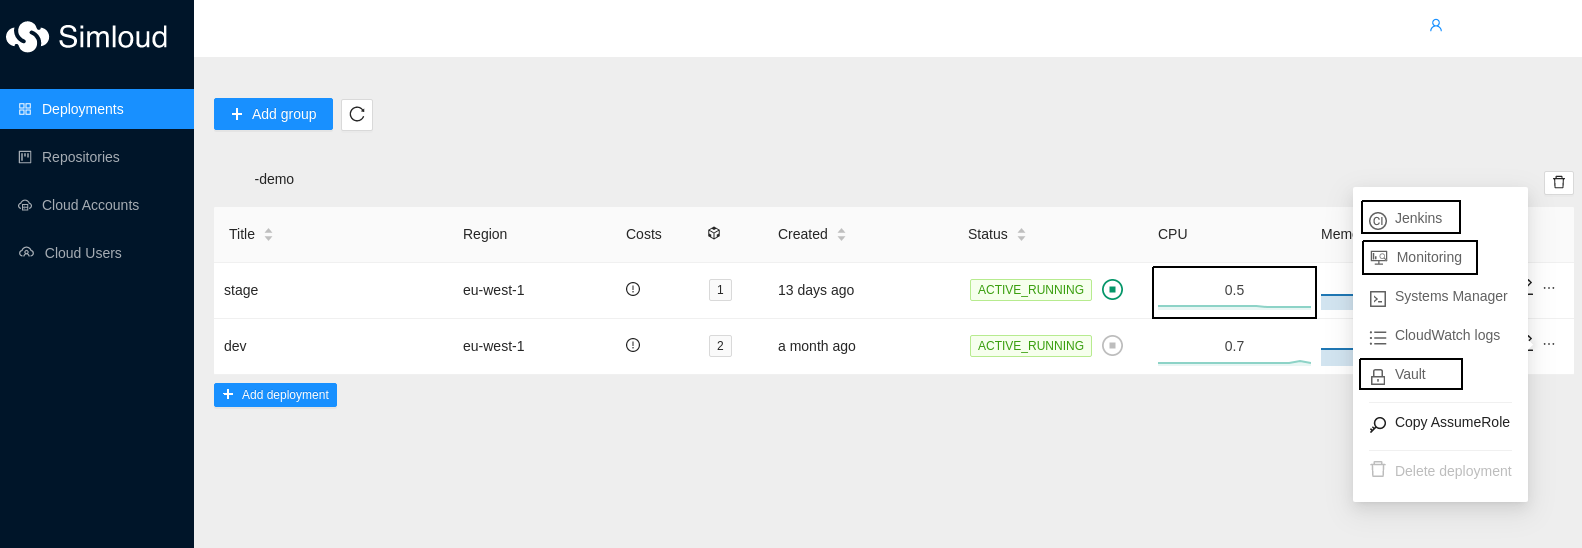 Simloud
Deployments
Repositories
Cloud Accounts
Cloud Users
+ Add group
-demo
Title Region Costs Created Status CPU
stage eu-west-1 1 13 days ago ACTIVE_RUNNING 0.5 ...
dev eu-west-1 2 a month ago ACTIVE_RUNNING 0.7 ...
+ Add deployment
CI Jenkins
Monitoring
Systems Manager
CloudWatch logs
Vault
Copy AssumeRole
Delete deployment